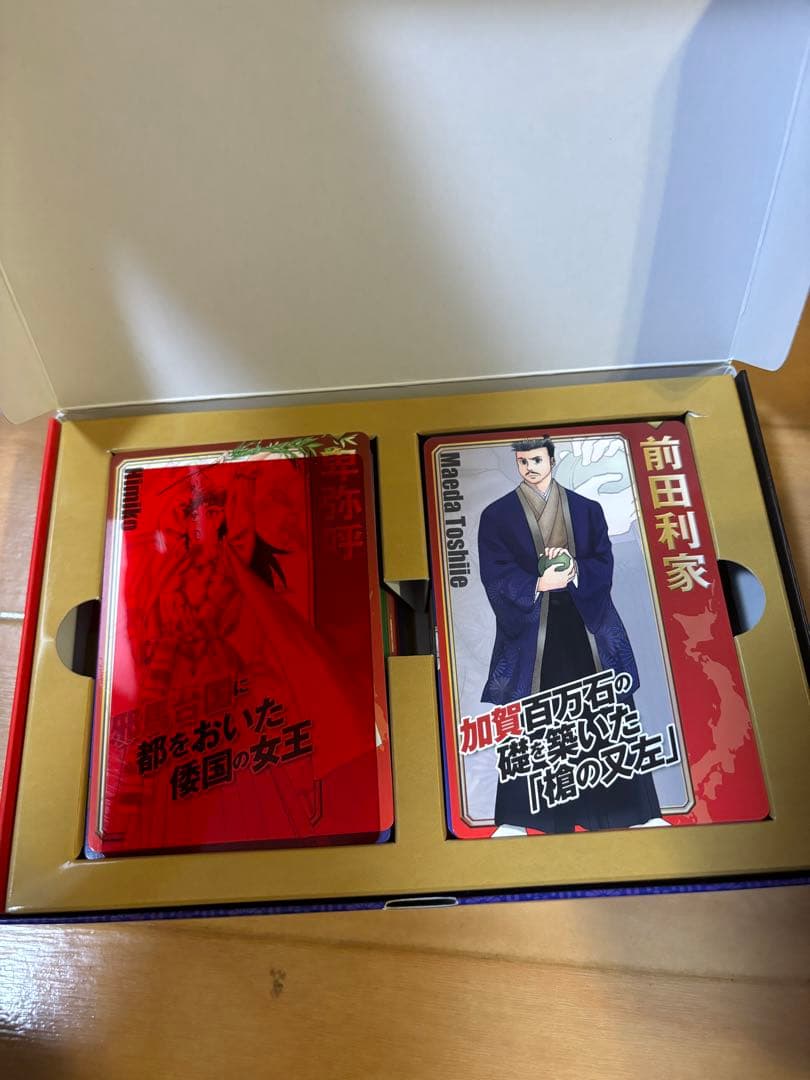 Himiko
卑弥呼
邪馬台国に
都をおいた
倭国の女王
Maeda Toshiie
前田利家
加賀百万石の
礎を築いた
「槍の又左」